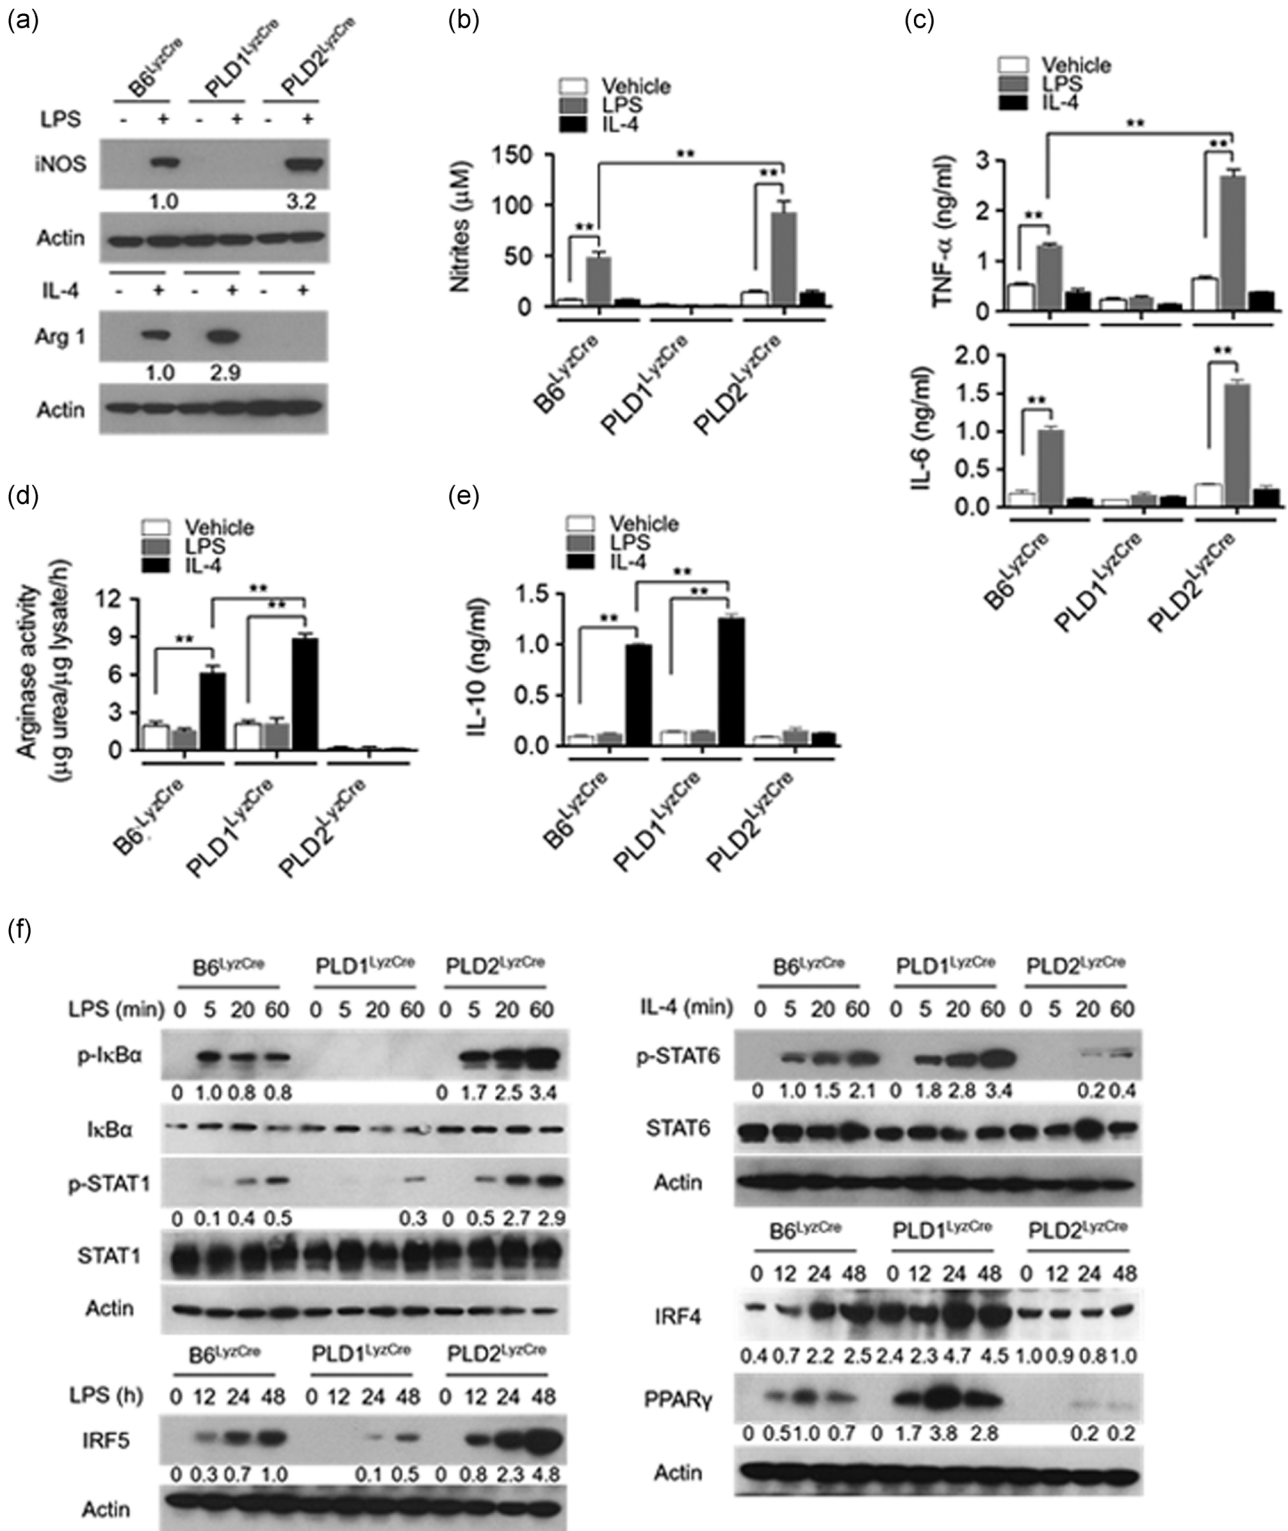 (a)
B6LyzCre PLD1LyzCre PLD2LyzCre
LPS - + - + - +
iNOS
1.0 3.2
Actin
IL-4 - + - + - +
Arg 1
1.0 2.9
Actin
(b)
Vehicle
LPS
IL-4
** ** **
Nitrites (μM)
150
100
50
0
B6LyzCre PLD1LyzCre PLD2LyzCre
(c)
Vehicle
LPS
IL-4
** ** **
TNF-α (ng/ml)
3
2
1
0
** **
IL-6 (ng/ml)
2.0
1.5
1.0
0.5
0.0
B6LyzCre PLD1LyzCre PLD2LyzCre
(d)
Vehicle
LPS
IL-4
** ** **
Arginase activity
(μg urea/μg lysate/h)
12
9
6
3
0
B6LyzCre PLD1LyzCre PLD2LyzCre
(e)
Vehicle
LPS
IL-4
** ** **
IL-10 (ng/ml)
1.5
1.0
0.5
0.0
B6LyzCre PLD1LyzCre PLD2LyzCre
(f)
B6LyzCre PLD1LyzCre PLD2LyzCre
LPS (min) 0 5 20 60 0 5 20 60 0 5 20 60
p-IκBα
0 1.0 0.8 0.8 0 1.7 2.5 3.4
IκBα
p-STAT1
0 0.1 0.4 0.5 0.3 0 0.5 2.7 2.9
STAT1
Actin
B6LyzCre PLD1LyzCre PLD2LyzCre
LPS (h) 0 12 24 48 0 12 24 48 0 12 24 48
IRF5
0 0.3 0.7 1.0 0.1 0.5 0 0.8 2.3 4.8
Actin
B6LyzCre PLD1LyzCre PLD2LyzCre
IL-4 (min) 0 5 20 60 0 5 20 60 0 5 20 60
p-STAT6
0 1.0 1.5 2.1 0 1.8 2.8 3.4 0.2 0.4
STAT6
Actin
B6LyzCre PLD1LyzCre PLD2LyzCre
0 12 24 48 0 12 24 48 0 12 24 48
IRF4
0.4 0.7 2.2 2.5 2.4 2.3 4.7 4.5 1.0 0.9 0.8 1.0
PPARγ
0 0.5 1.0 0.7 0 1.7 3.8 2.8 0.2 0.2
Actin